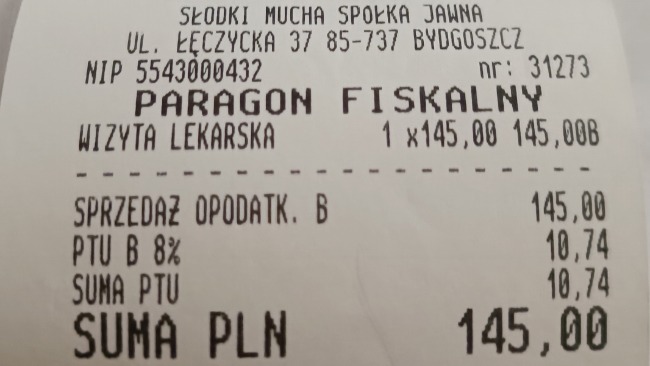 SŁODKI MUCHA SPOŁKA JAWNA
UL. ŁĘCZYCKA 37 85-737 BYDGOSZCZ
NIP 5543000432 nr: 31273
PARAGON FISKALNY
WIZYTA LEKARSKA 1 x145,00 145,00B
- - - - - - - - - - - - - - - - - - - -
SPRZEDAŻ OPODATK. B 145,00
PTU B 8% 10,74
SUMA PTU 10,74
SUMA PLN 145,00